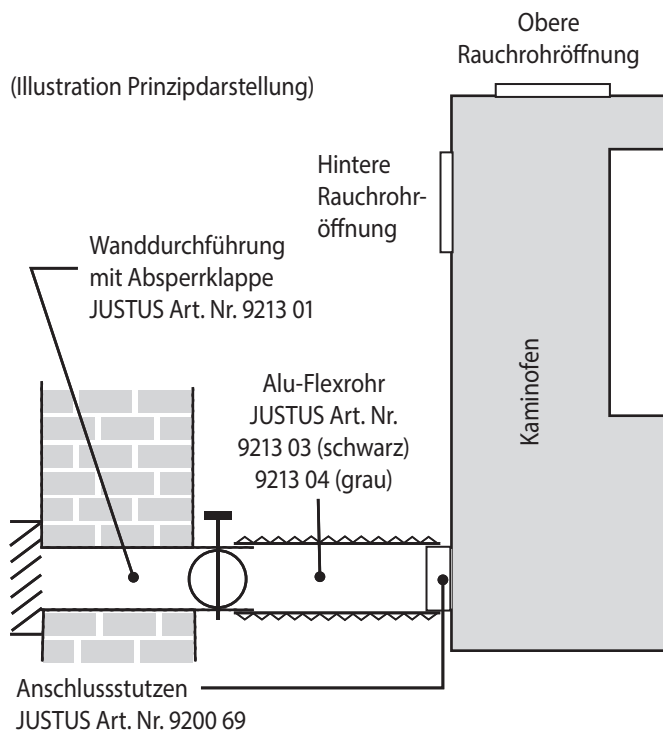 Obere
Rauchrohröffnung
(Illustration Prinzipdarstellung)
Hintere
Rauchrohr-
öffnung
Wanddurchführung
mit Absperrklappe
JUSTUS Art. Nr. 9213 01
Alu-Flexrohr
JUSTUS Art. Nr.
9213 03 (schwarz)
9213 04 (grau)
Kaminofen
Anschlussstutzen
JUSTUS Art. Nr. 9200 69